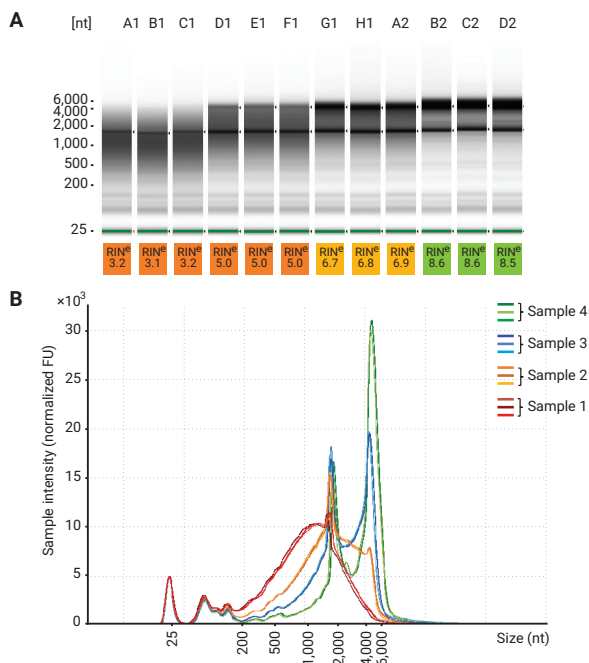 A
[nt] A1 B1 C1 D1 E1 F1 G1 H1 A2 B2 C2 D2
6,000
4,000
2,000
1,000
500
200
25
RINe RINe RINe RINe RINe RINe RINe RINe RINe RINe RINe RINe
3.2 3.1 3.2 5.0 5.0 5.0 6.7 6.8 6.9 8.6 8.6 8.5
B
×10³
Sample intensity (normalized FU)
30
25
20
15
10
5
0
Sample 4
Sample 3
Sample 2
Sample 1
25 200 500 1,000 2,000 4,000 5,000 Size (nt)